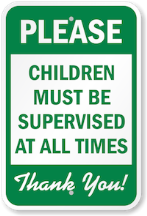 PLEASE
CHILDREN
MUST BE
SUPERVISED
AT ALL TIMES
Thank You!